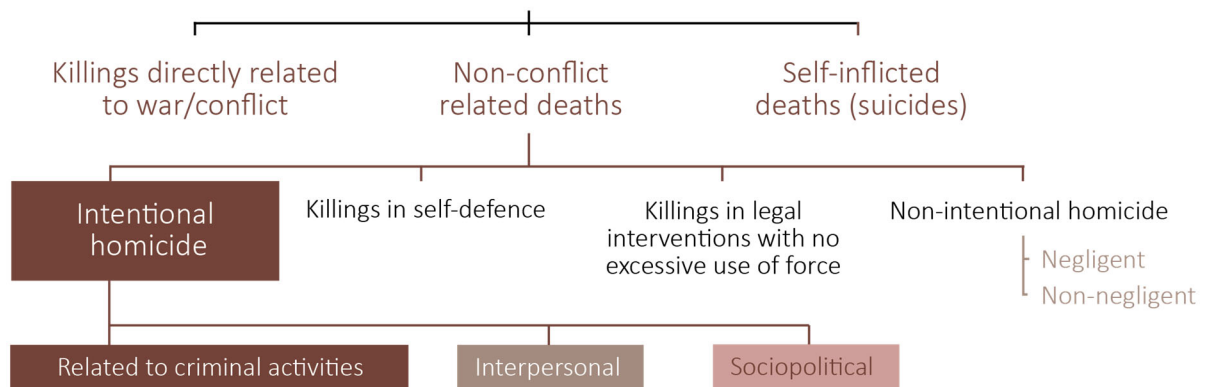 Killings directly related
to war/conflict
Non-conflict
related deaths
Self-inflicted
deaths (suicides)
Intentional
homicide
Killings in self-defence
Killings in legal
interventions with no
excessive use of force
Non-intentional homicide
Negligent
Non-negligent
Related to criminal activities
Interpersonal
Sociopolitical